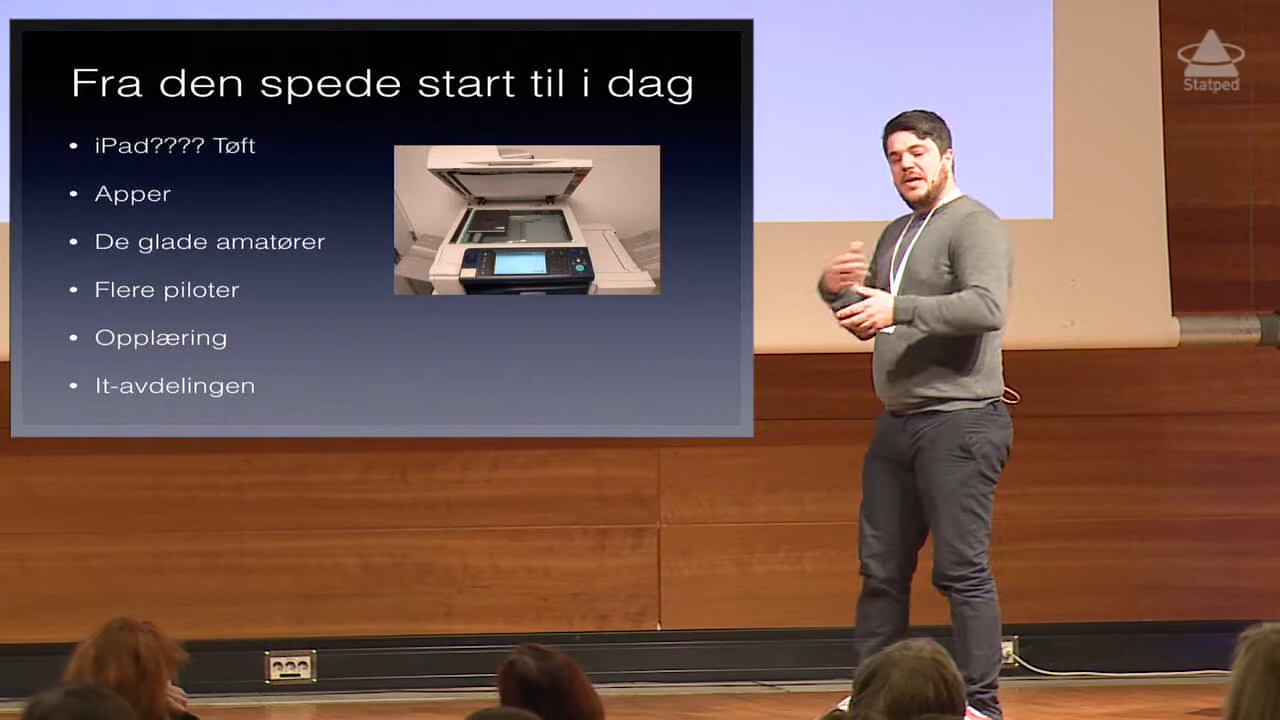 Fra den spede start til i dag
• iPad???? Tøft
• Apper
• De glade amatører
• Flere piloter
• Opplæring
• It-avdelingen
Statped